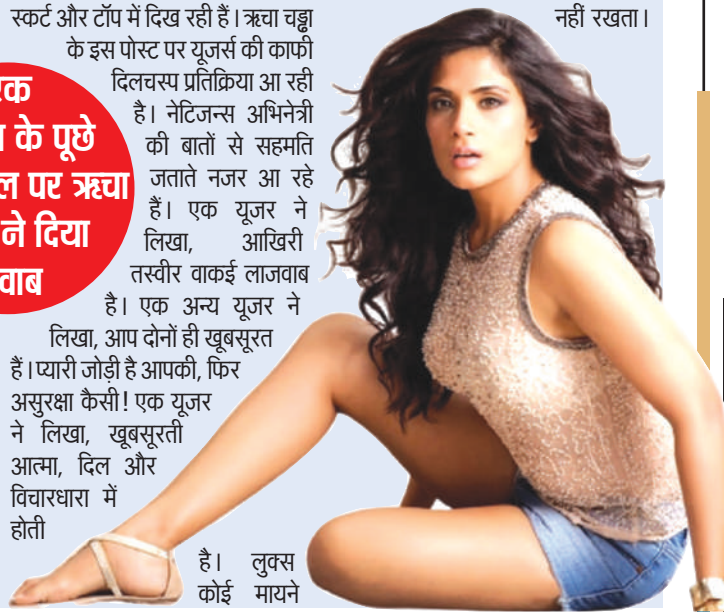 स्कर्ट और टॉप में दिख रही हैं। ऋचा चड्ढा
के इस पोस्ट पर यूजर्स की काफी
दिलचस्प प्रतिक्रिया आ रही
है। नेटिजन्स अभिनेत्री
की बातों से सहमति
जताते नजर आ रहे
हैं। एक यूजर ने
लिखा, आखिरी
तस्वीर वाकई लाजवाब
है। एक अन्य यूजर ने
लिखा, आप दोनों ही खूबसूरत
हैं। प्यारी जोड़ी है आपकी, फिर
असुरक्षा कैसी! एक यूजर
ने लिखा, खूबसूरती
आत्मा, दिल और
विचारधारा में
होती
है। लुक्स
कोई मायने
नहीं रखता।
के पूछे
पर ऋचा
ने दिया